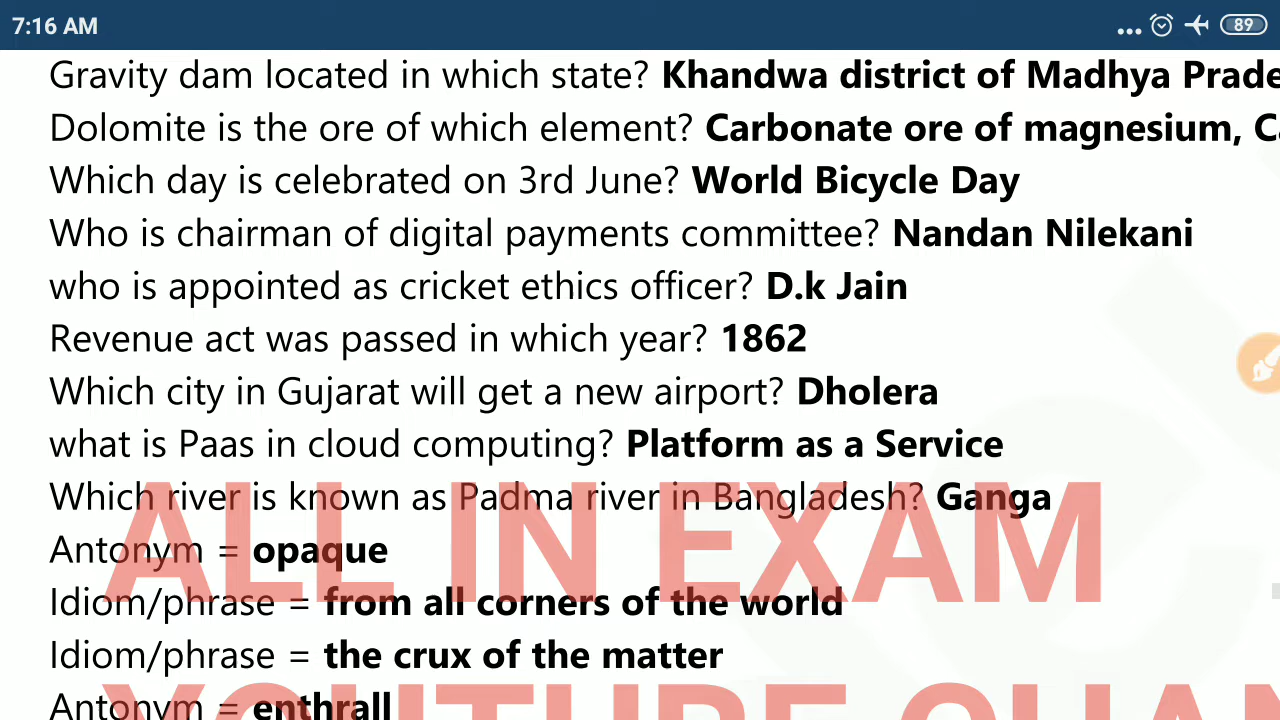 7:16 AM
89
Gravity dam located in which state? Khandwa district of Madhya Prade
Dolomite is the ore of which element? Carbonate ore of magnesium, Ca
Which day is celebrated on 3rd June? World Bicycle Day
Who is chairman of digital payments committee? Nandan Nilekani
who is appointed as cricket ethics officer? D.k Jain
Revenue act was passed in which year? 1862
Which city in Gujarat will get a new airport? Dholera
what is Paas in cloud computing? Platform as a Service
Which river is known as Padma river in Bangladesh? Ganga
ALL IN EXAM
Antonym = opaque
Idiom/phrase = from all corners of the world
Idiom/phrase = the crux of the matter
Antonym = enthrall
YOUTUBE CHAN